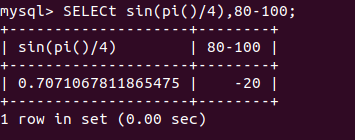 mysql> SELECt sin(pi()/4),80-100;
+--------------------+--------+
| sin(pi()/4)        | 80-100 |
+--------------------+--------+
| 0.7071067811865475 |    -20 |
+--------------------+--------+
1 row in set (0.00 sec)